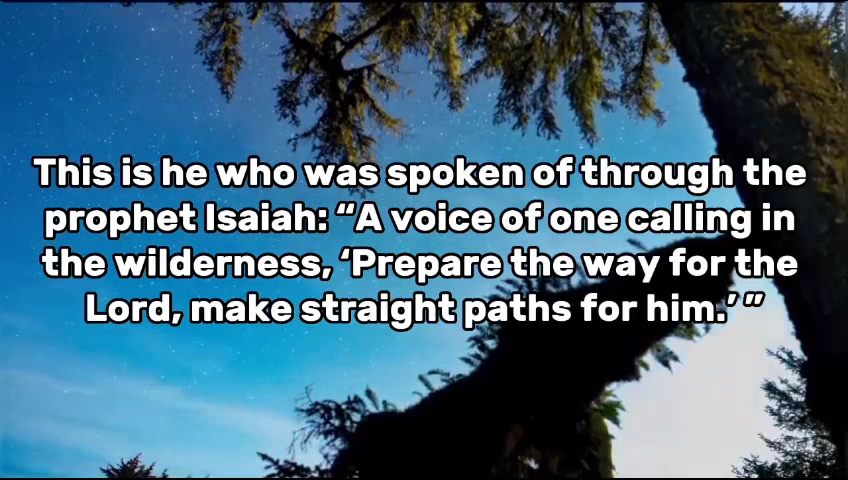 This is he who was spoken of through the
prophet Isaiah: “A voice of one calling in
the wilderness, ‘Prepare the way for the
Lord, make straight paths for him.’ ”